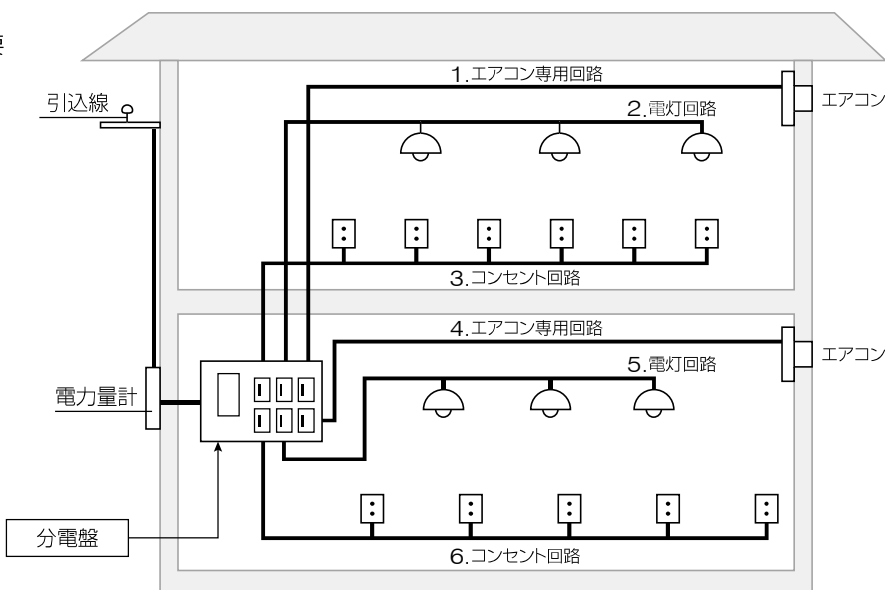 要
1.エアコン専用回路
エアコン
引込線
2.電灯回路
3.コンセント回路
4.エアコン専用回路
エアコン
5.電灯回路
電力量計
分電盤
6.コンセント回路